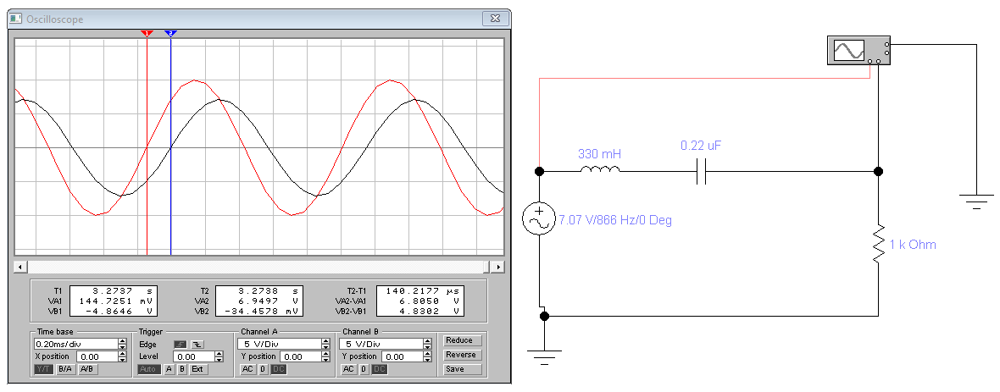 Oscilloscope
1 2
T1 3.2737 s T2 3.2738 s T2-T1 140.2177 µs
VA1 144.7251 mV VA2 6.9497 V VA2-VA1 6.8050 V
VB1 -4.8646 V VB2 -34.4578 mV VB2-VB1 4.8302 V
Time base Trigger Channel A Channel B Reduce
0.20ms/div Edge 5 V/Div 5 V/Div Reverse
X position 0.00 Level 0.00 Y position 0.00 Y position 0.00
Y/T B/A A/B Auto A B Ext AC 0 DC AC 0 DC Save
330 mH
0.22 uF
7.07 V/866 Hz/0 Deg
1 k Ohm